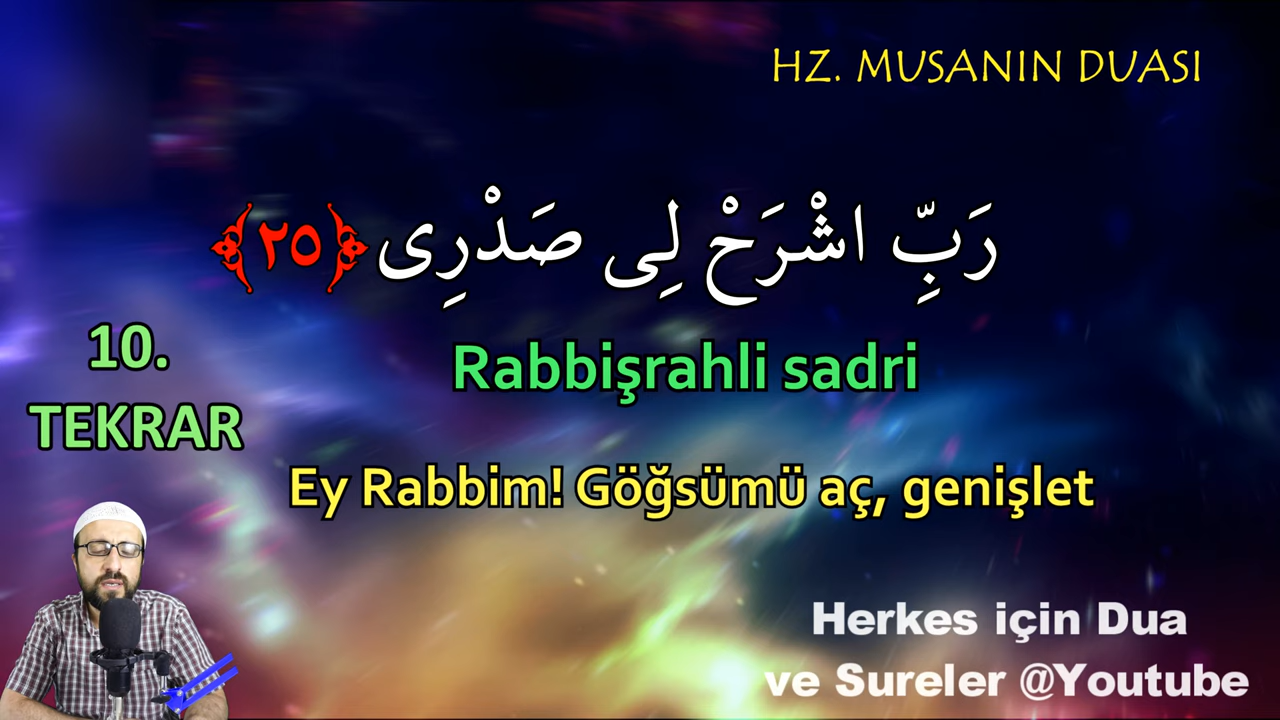 HZ. MUSANIN DUASI
رَبِّ اشْرَحْ لِى صَدْرِى ﴿٢٥﴾
10.
TEKRAR
Rabbişrahli sadri
Ey Rabbim! Göğsümü aç, genişlet
Herkes için Dua
ve Sureler @Youtube